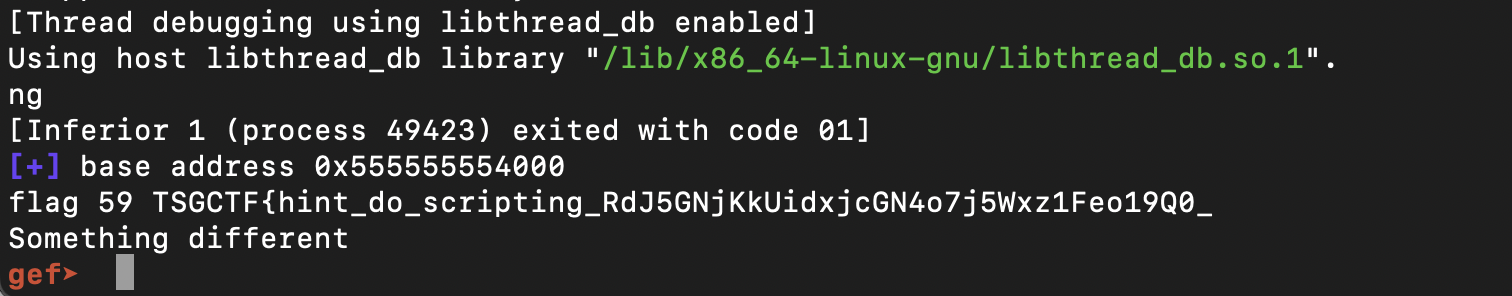 [Thread debugging using libthread_db enabled]
Using host libthread_db library "/lib/x86_64-linux-gnu/libthread_db.so.1".
ng
[Inferior 1 (process 49423) exited with code 01]
[+] base address 0x555555554000
flag 59 TSGCTF{hint_do_scripting_RdJ5GNjKkUidxjcGN4o7j5Wxz1Feo19Q0_
Something different
gef➤